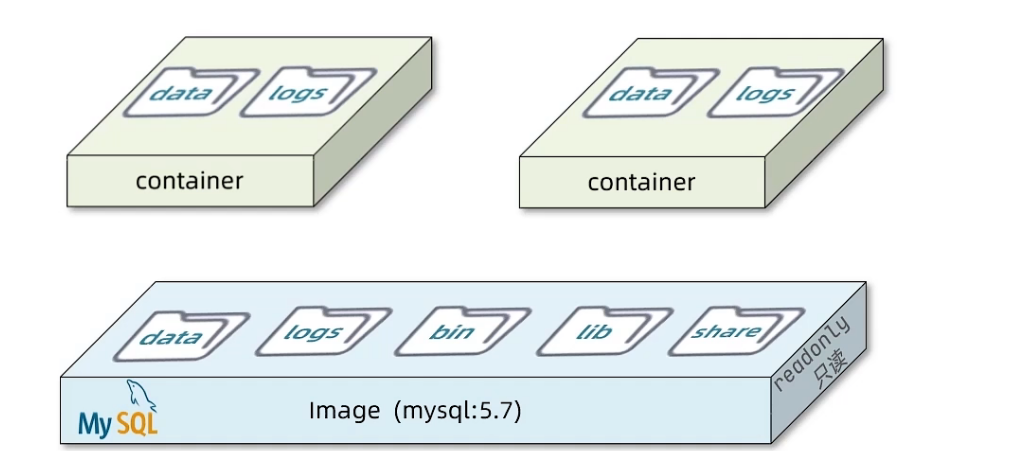 data
logs
container
data
logs
container
data
logs
bin
lib
share
readonly
只读
MySQL
Image (mysql:5.7)